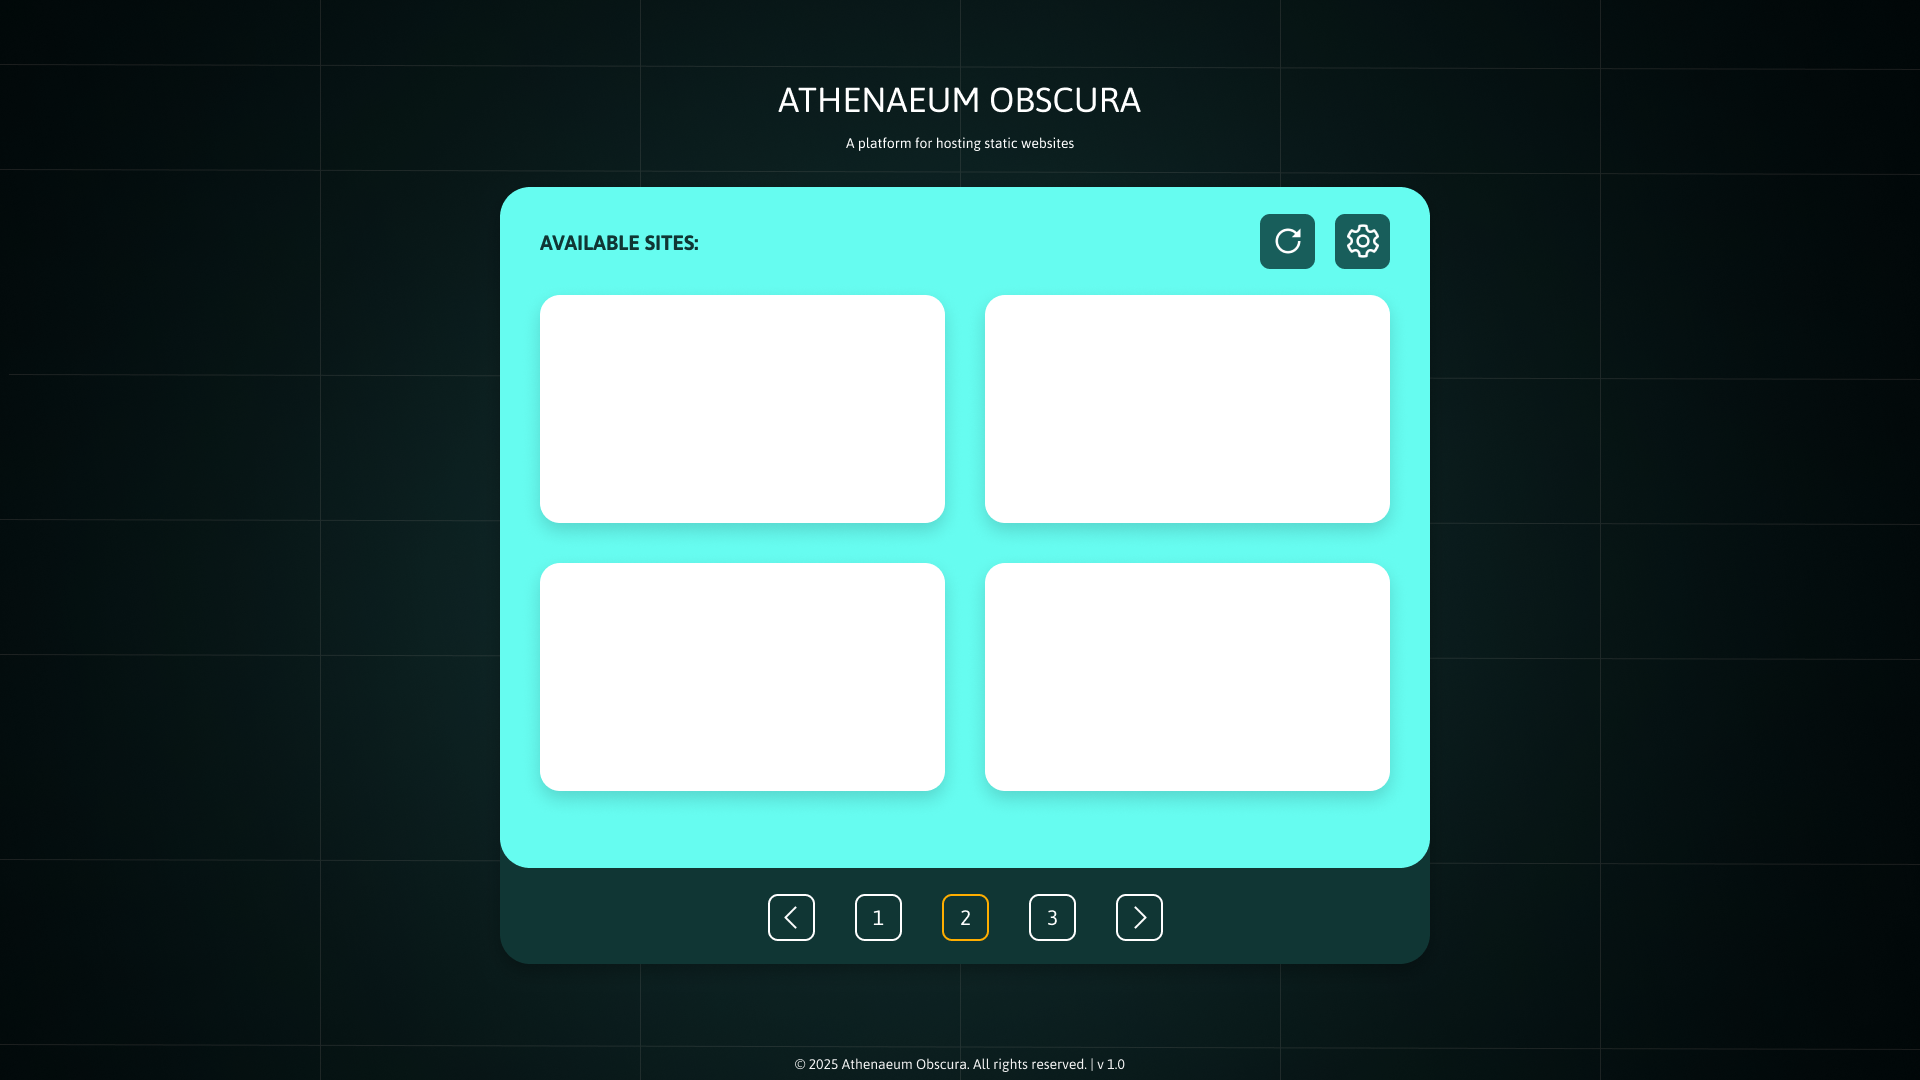 ATHENAEUM OBSCURA
A platform for hosting static websites
AVAILABLE SITES:
1 2 3
© 2025 Athenaeum Obscura. All rights reserved. | v 1.0